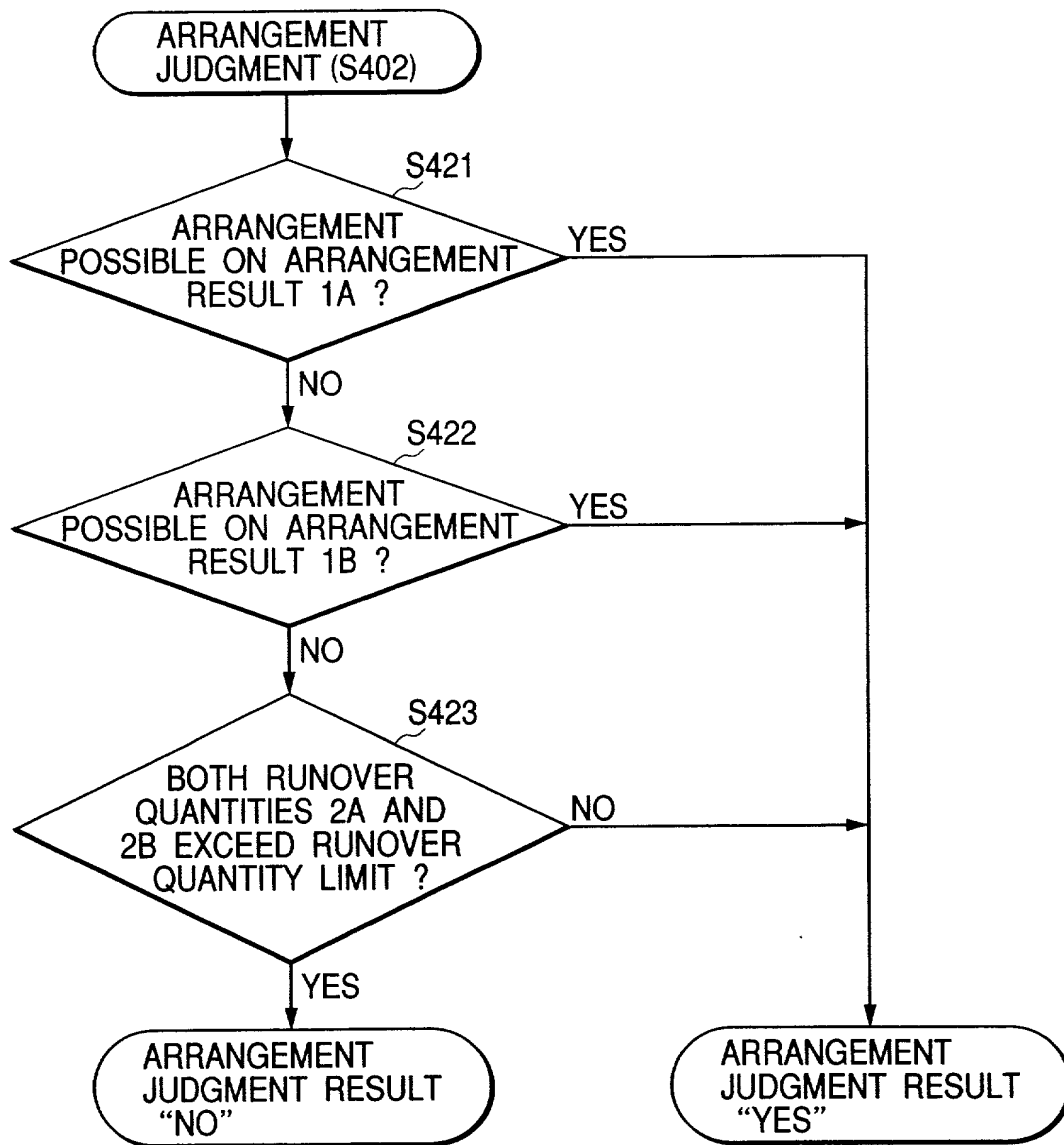 ARRANGEMENT
JUDGMENT (S402)
S421
ARRANGEMENT
POSSIBLE ON ARRANGEMENT
RESULT 1A ?
YES
NO
S422
ARRANGEMENT
POSSIBLE ON ARRANGEMENT
RESULT 1B ?
YES
NO
S423
BOTH RUNOVER
QUANTITIES 2A AND
2B EXCEED RUNOVER
QUANTITY LIMIT ?
NO
YES
ARRANGEMENT
JUDGMENT RESULT
“NO”
ARRANGEMENT
JUDGMENT RESULT
“YES”